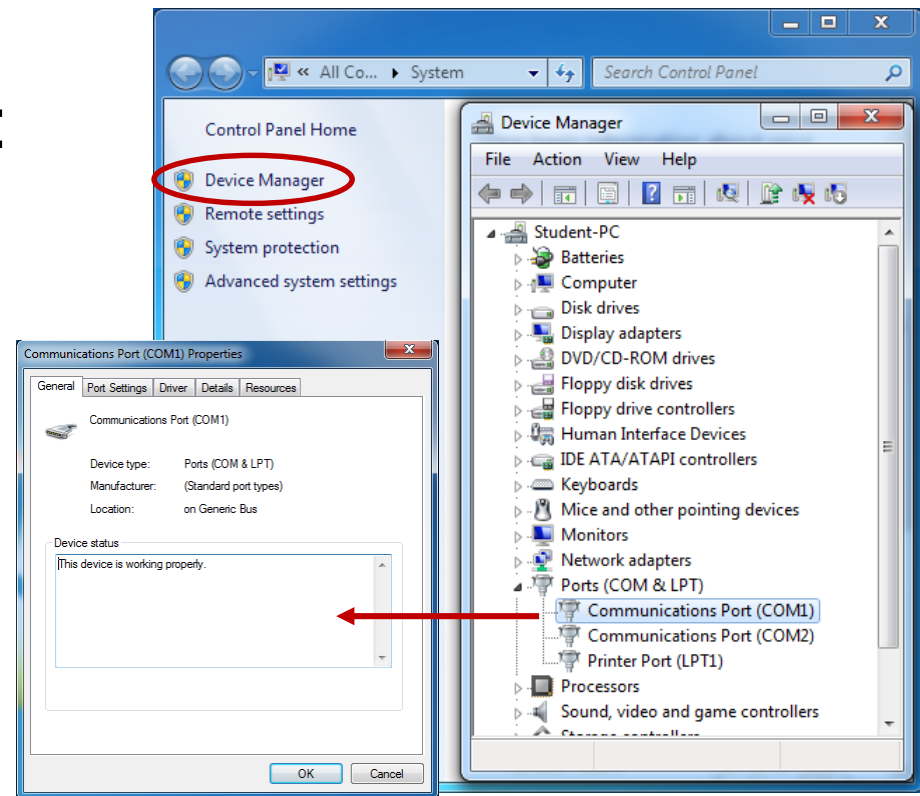 « All Co... ▸ System
Search Control Panel
Control Panel Home
Device Manager
Remote settings
System protection
Advanced system settings
Device Manager
File Action View Help
Student-PC
Batteries
Computer
Disk drives
Display adapters
DVD/CD-ROM drives
Floppy disk drives
Floppy drive controllers
Human Interface Devices
IDE ATA/ATAPI controllers
Keyboards
Mice and other pointing devices
Monitors
Network adapters
Ports (COM & LPT)
Communications Port (COM1)
Communications Port (COM2)
Printer Port (LPT1)
Processors
Sound, video and game controllers
Storage controllers
Communications Port (COM1) Properties
General Port Settings Driver Details Resources
Communications Port (COM1)
Device type: Ports (COM & LPT)
Manufacturer: (Standard port types)
Location: on Generic Bus
Device status
This device is working properly.
OK Cancel